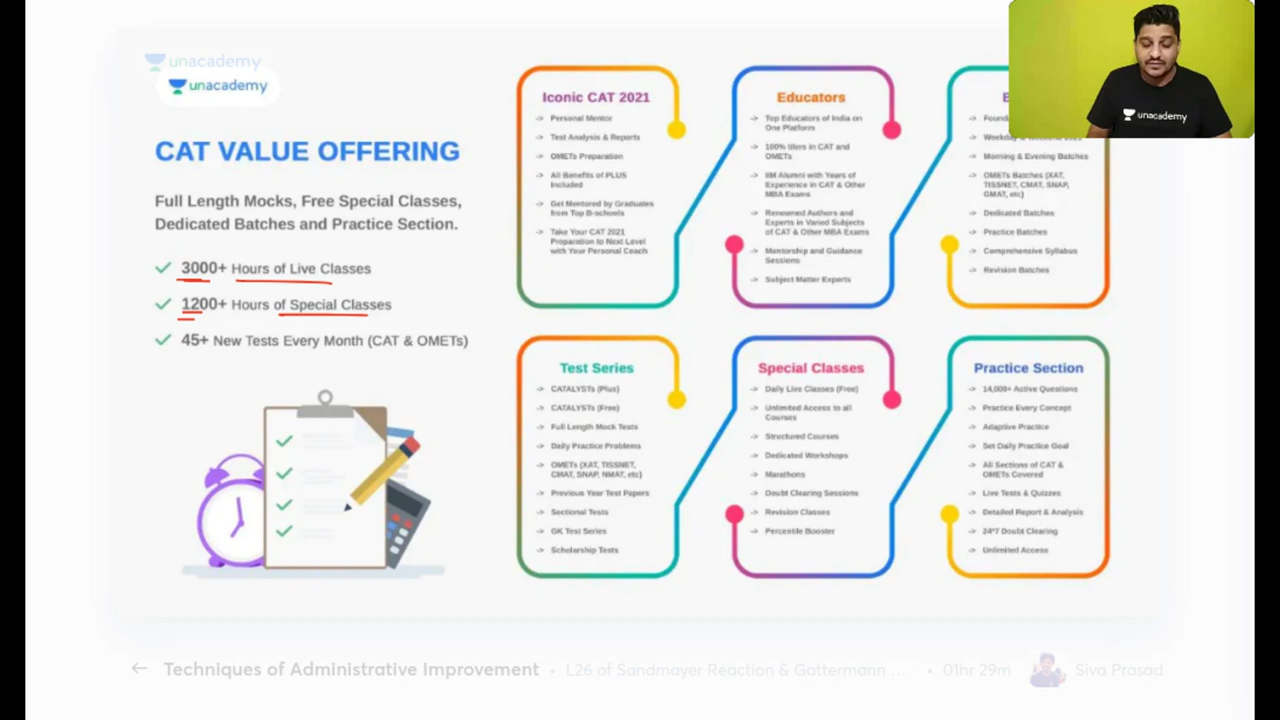 unacademy
unacademy
CAT VALUE OFFERING
Full Length Mocks, Free Special Classes,
Dedicated Batches and Practice Section.
3000+ Hours of Live Classes
1200+ Hours of Special Classes
45+ New Tests Every Month (CAT & OMETs)
Iconic CAT 2021
-> Personal Mentor
-> Test Analysis & Reports
-> OMETs Preparation
-> All Benefits of PLUS
Included
-> Get Mentored by Graduates
from Top B-schools
-> Take Your CAT 2021
Preparation to Next Level
with Your Personal Coach
Educators
-> Top Educators of India on
One Platform
-> 100%tilers in CAT and
OMETs
-> IIM Alumni with Years of
Experience in CAT & Other
MBA Exams
-> Renowned Authors and
Experts in Varied Subjects
of CAT & Other MBA Exams
-> Mentorship and Guidance
Sessions
-> Subject Matter Experts
-> Morning & Evening Batches
-> OMETs Batches (XAT,
TISSNET, CMAT, SNAP,
GMAT, etc)
-> Dedicated Batches
-> Practice Batches
-> Comprehensive Syllabus
-> Revision Batches
unacademy
Test Series
-> CATALYSTs (Plus)
-> CATALYSTs (Free)
-> Full Length Mock Tests
-> Daily Practice Problems
-> OMETs (XAT, TISSNET,
CMAT, SNAP, NMAT, etc)
-> Previous Year Test Papers
-> Sectional Tests
-> GK Test Series
-> Scholarship Tests
Special Classes
-> Daily Live Classes (Free)
-> Unlimited Access to all
Courses
-> Structured Courses
-> Dedicated Workshops
-> Marathons
-> Doubt Clearing Sessions
-> Revision Classes
-> Percentile Booster
Practice Section
-> 14,000+ Active Questions
-> Practice Every Concept
-> Adaptive Practice
-> Set Daily Practice Goal
-> All Sections of CAT &
OMETs Covered
-> Live Tests & Quizzes
-> Detailed Report & Analysis
-> 24*7 Doubt Clearing
-> Unlimited Access
Techniques of Administrative Improvement • L26 of Sandmayer Reaction & Gattermann ... • 01hr 29m Siva Prasad